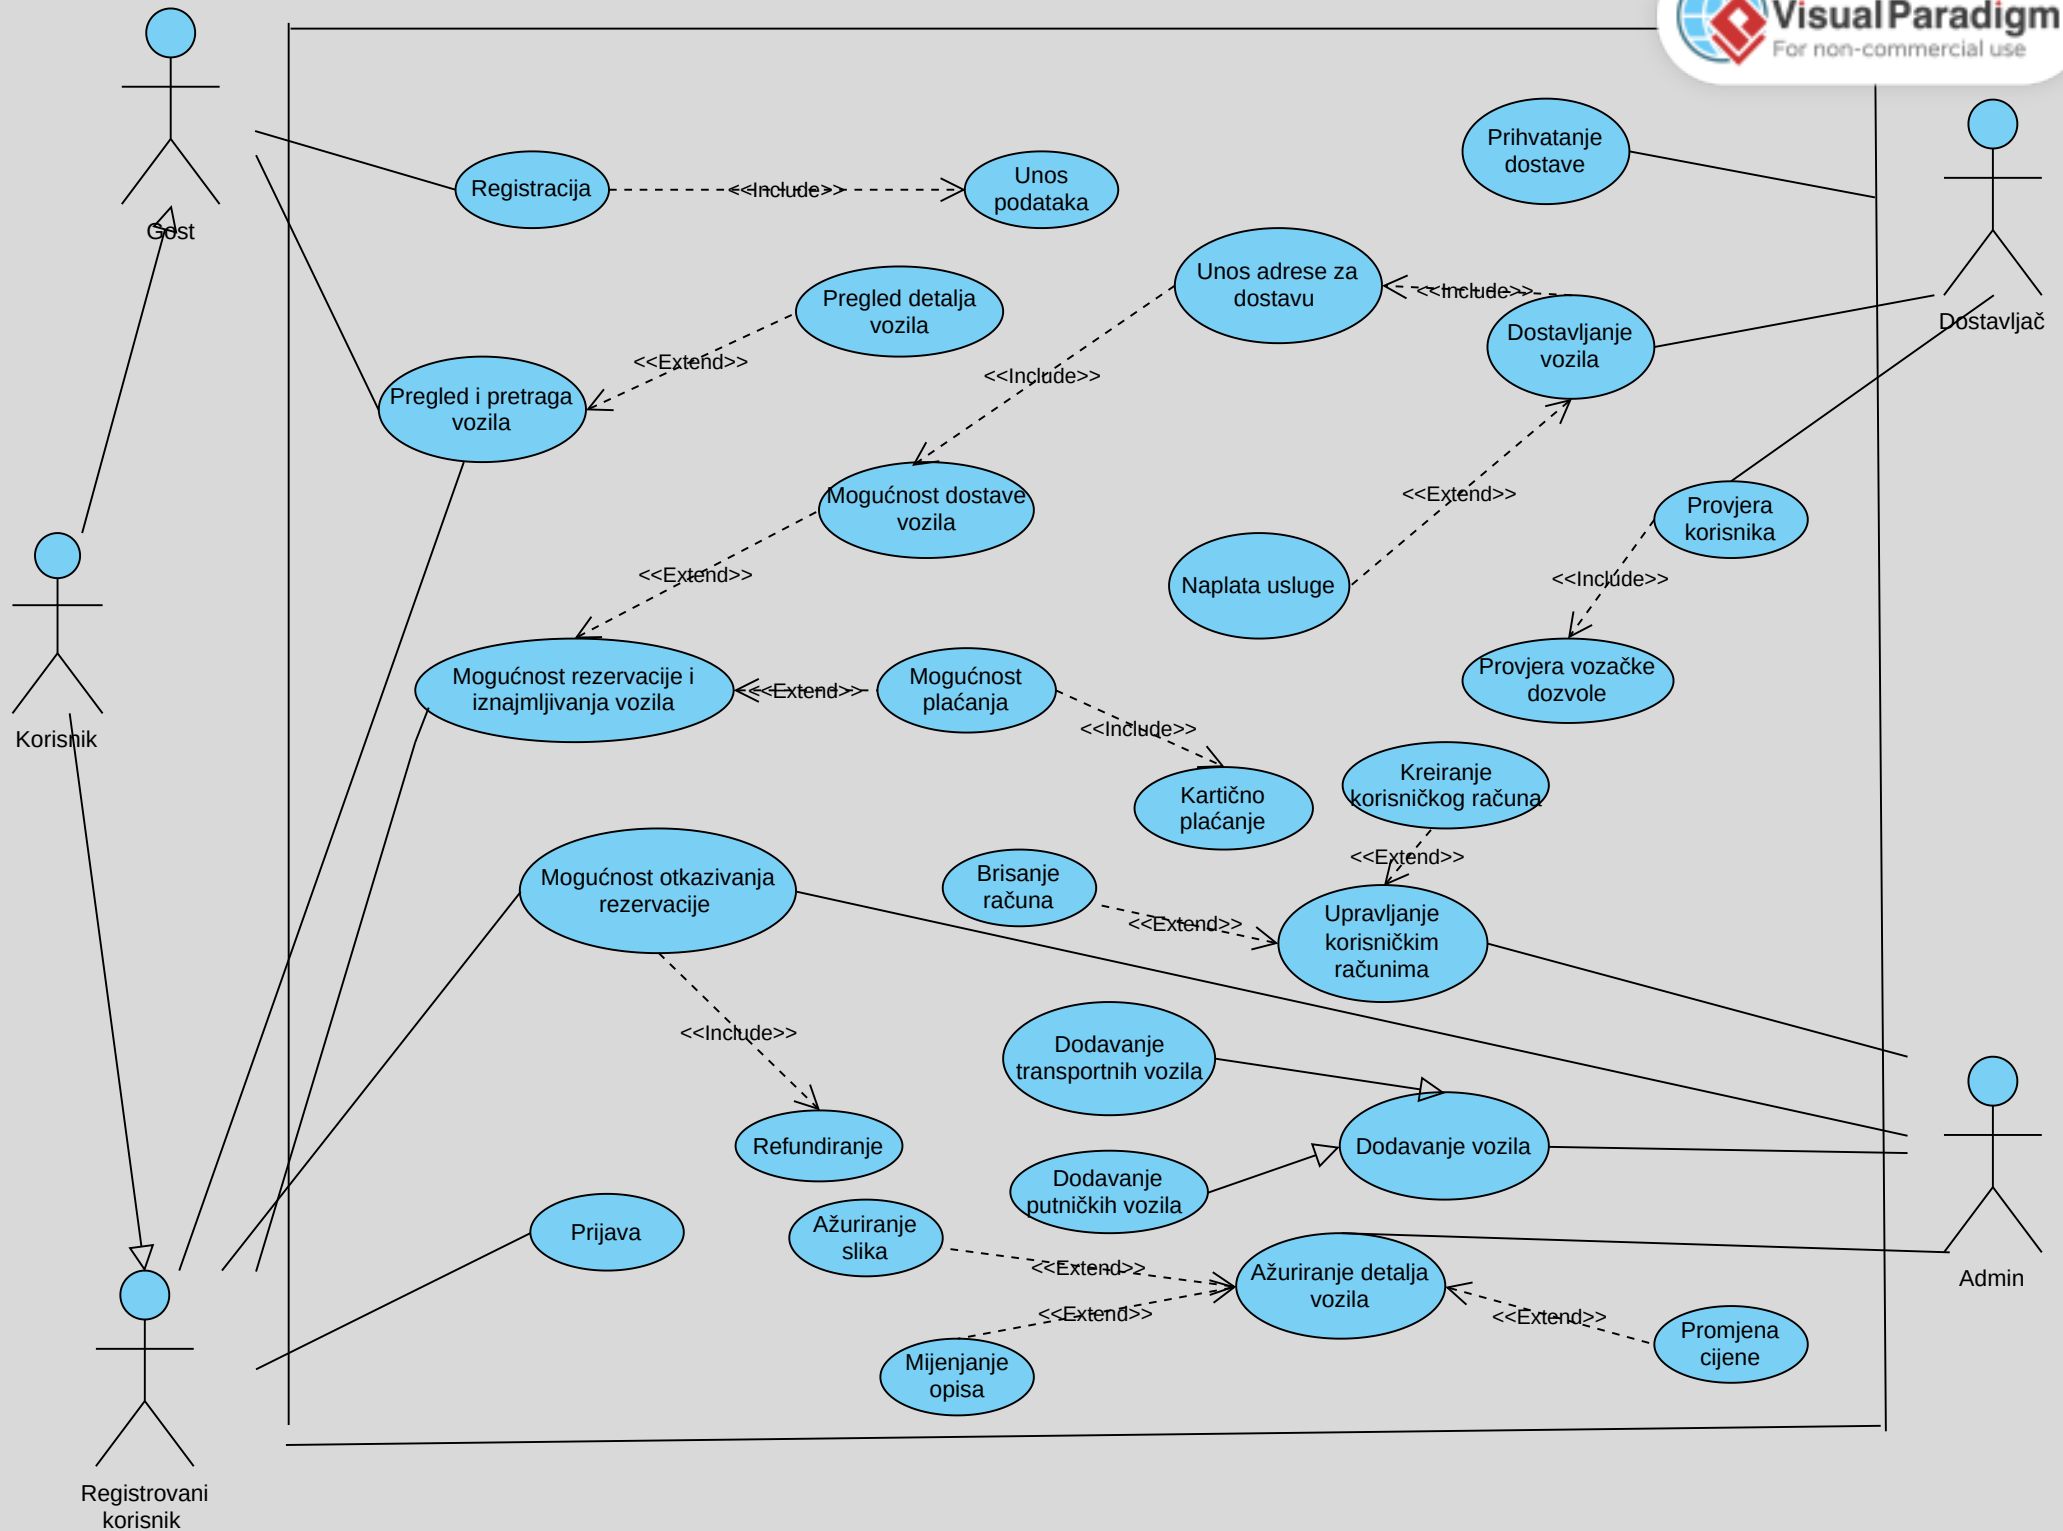 Visual Paradigm
For non-commercial use
Gost
Registracija
<<Include>>
Unos
podataka
Prihvatanje
dostave
Dostavljač
Pregled detalja
vozila
<<Extend>>
Pregled i pretraga
vozila
Unos adrese za
dostavu
<<Include>>
Dostavljanje
vozila
<<Include>>
Mogućnost dostave
vozila
<<Extend>>
<<Extend>>
Naplata usluge
Provjera
korisnika
<<Include>>
Provjera vozačke
dozvole
Korisnik
Mogućnost rezervacije i
iznajmljivanja vozila
<<Extend>>
Mogućnost
plaćanja
<<Include>>
Kartično
plaćanje
Kreiranje
korisničkog računa
<<Extend>>
Mogućnost otkazivanja
rezervacije
Brisanje
računa
<<Extend>>
Upravljanje
korisničkim
računima
<<Include>>
Refundiranje
Dodavanje
transportnih vozila
Dodavanje vozila
Dodavanje
putničkih vozila
Prijava
Ažuriranje
slika
<<Extend>>
<<Extend>>
Ažuriranje detalja
vozila
<<Extend>>
Mijenjanje
opisa
Promjena
cijene
Admin
Registrovani
korisnik